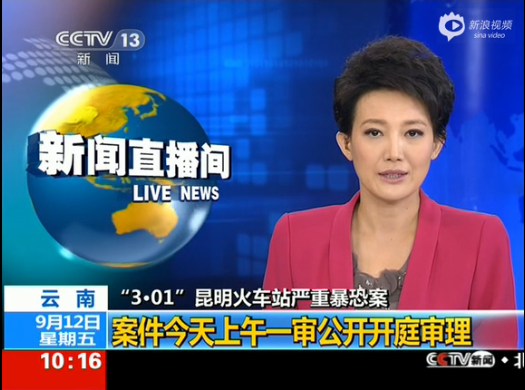 CCTV 13
新闻
新浪视频
sina video
新闻直播间
LIVE NEWS
云南
“3·01”昆明火车站严重暴恐案
9月12日
星期五
案件今天上午一审公开开庭审理
10:16
CCTV新闻·北